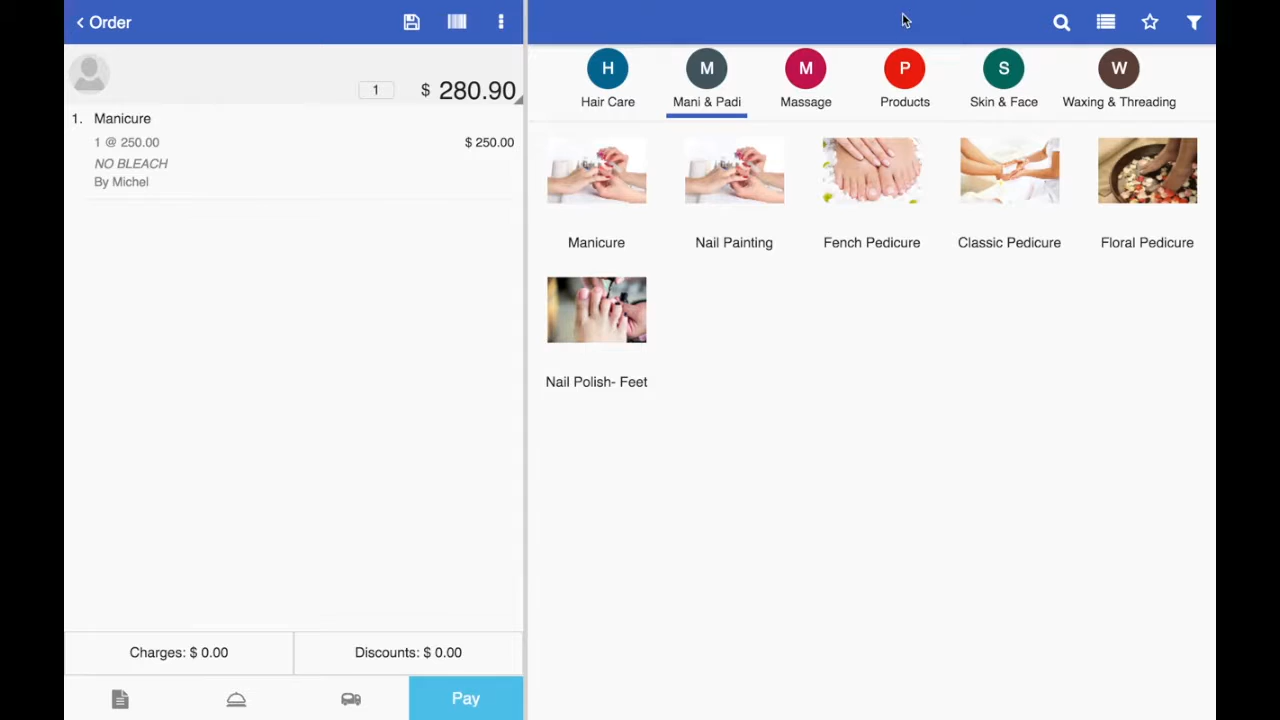 Order
1
$ 280.90
1. Manicure
1 @ 250.00
$ 250.00
NO BLEACH
By Michel
Charges: $ 0.00
Discounts: $ 0.00
Pay
H
M
M
P
S
W
Hair Care
Mani & Padi
Massage
Products
Skin & Face
Waxing & Threading
Manicure
Nail Painting
Fench Pedicure
Classic Pedicure
Floral Pedicure
Nail Polish- Feet